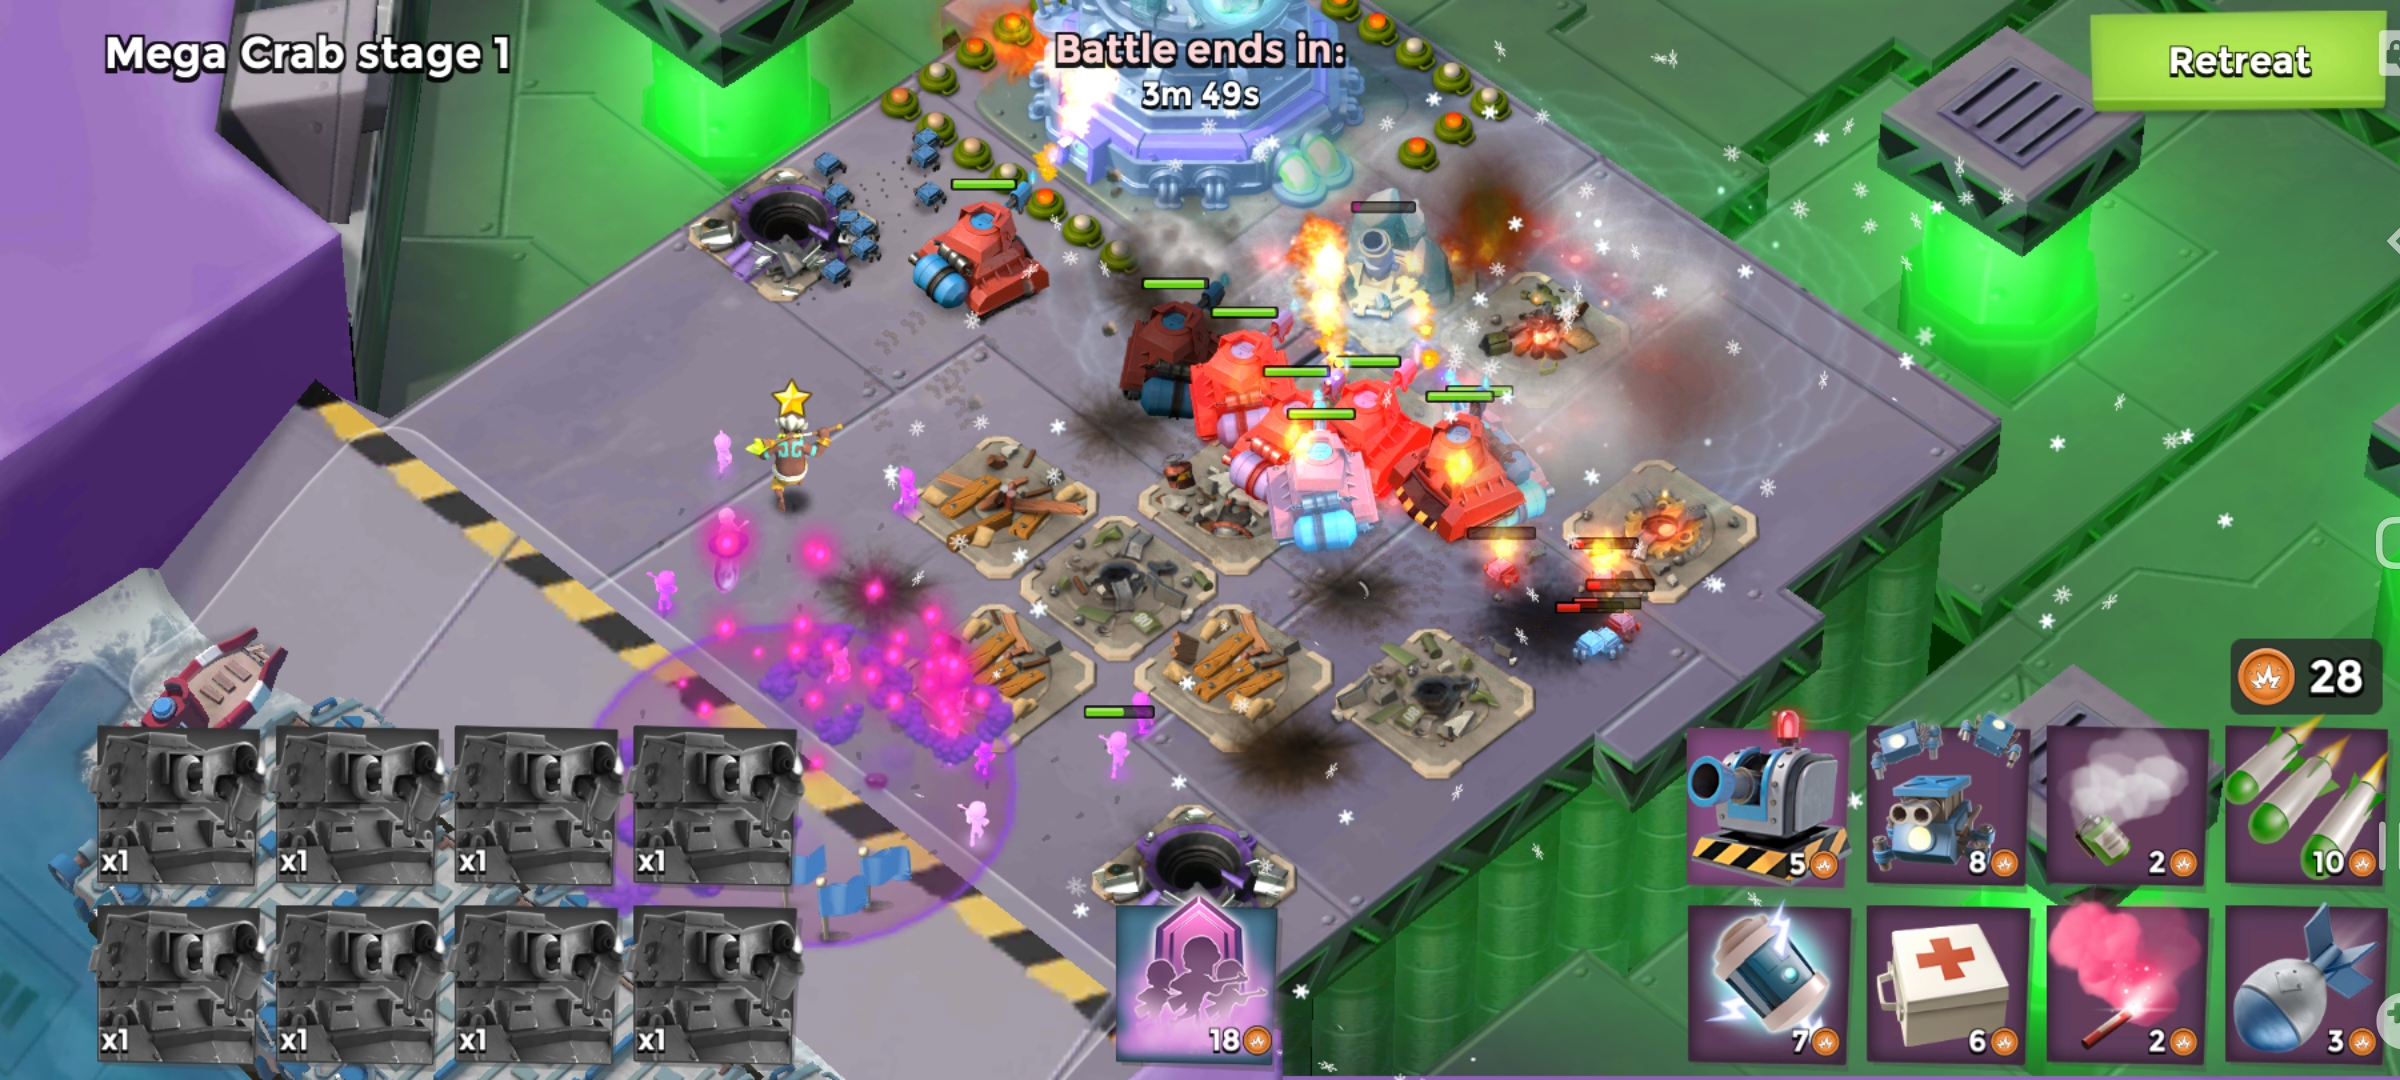 Mega Crab stage 1
Battle ends in:
3m 49s
Retreat
28
x1
x1
x1
x1
5
8
2
10
x1
x1
x1
x1
18
7
6
2
3